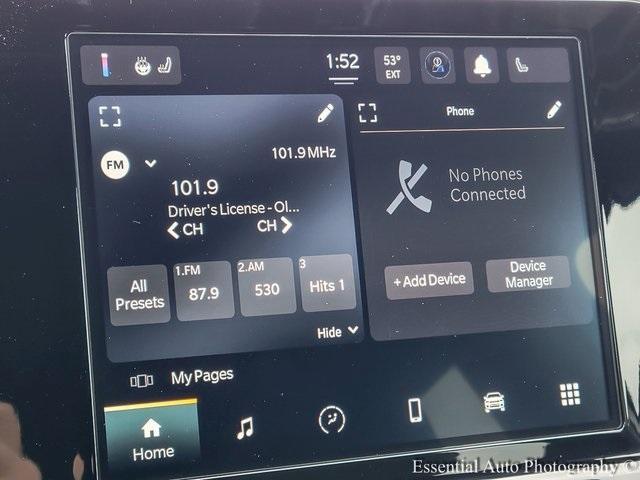 1:52
53°
EXT
101.9 MHz
FM
101.9
Driver's License - Ol...
CH
CH
All
Presets
1.FM
87.9
2.AM
530
3
Hits 1
Hide
Phone
No Phones
Connected
+ Add Device
Device
Manager
My Pages
Home
Essential Auto Photography ©